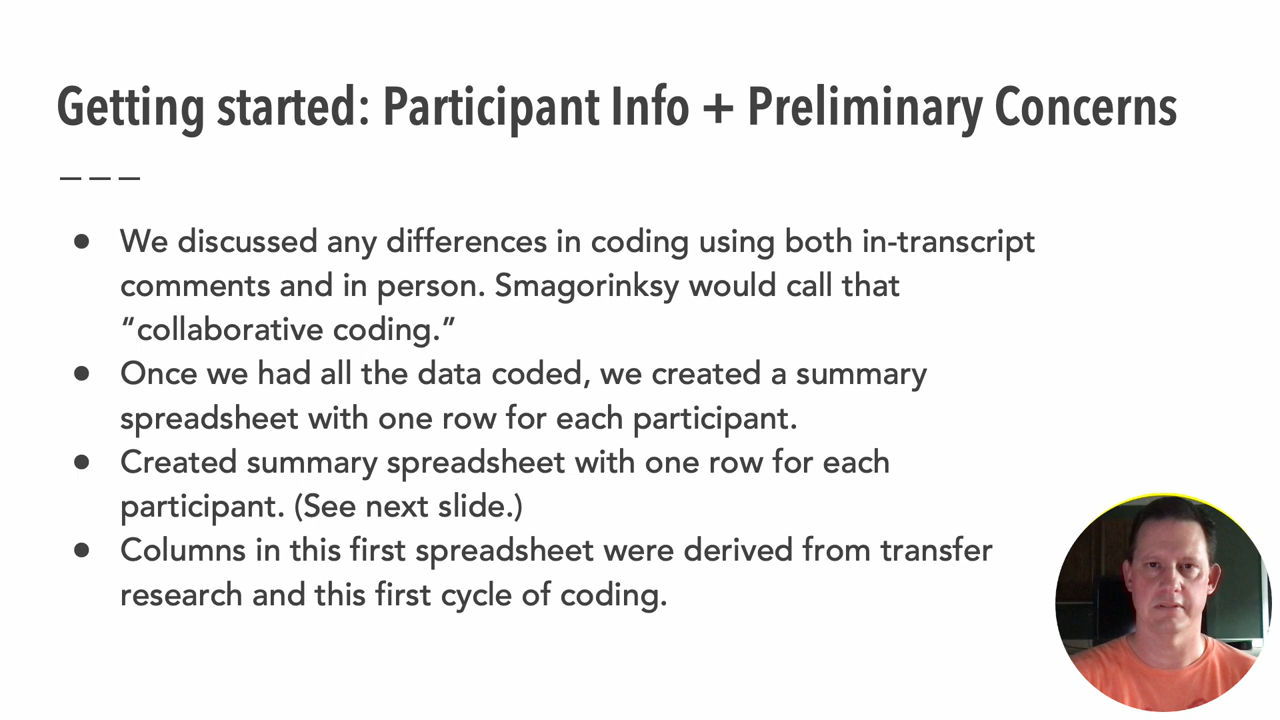 Getting started: Participant Info + Preliminary Concerns
● We discussed any differences in coding using both in-transcript
comments and in person. Smagorinksy would call that
“collaborative coding.”
● Once we had all the data coded, we created a summary
spreadsheet with one row for each participant.
● Created summary spreadsheet with one row for each
participant. (See next slide.)
● Columns in this first spreadsheet were derived from transfer
research and this first cycle of coding.